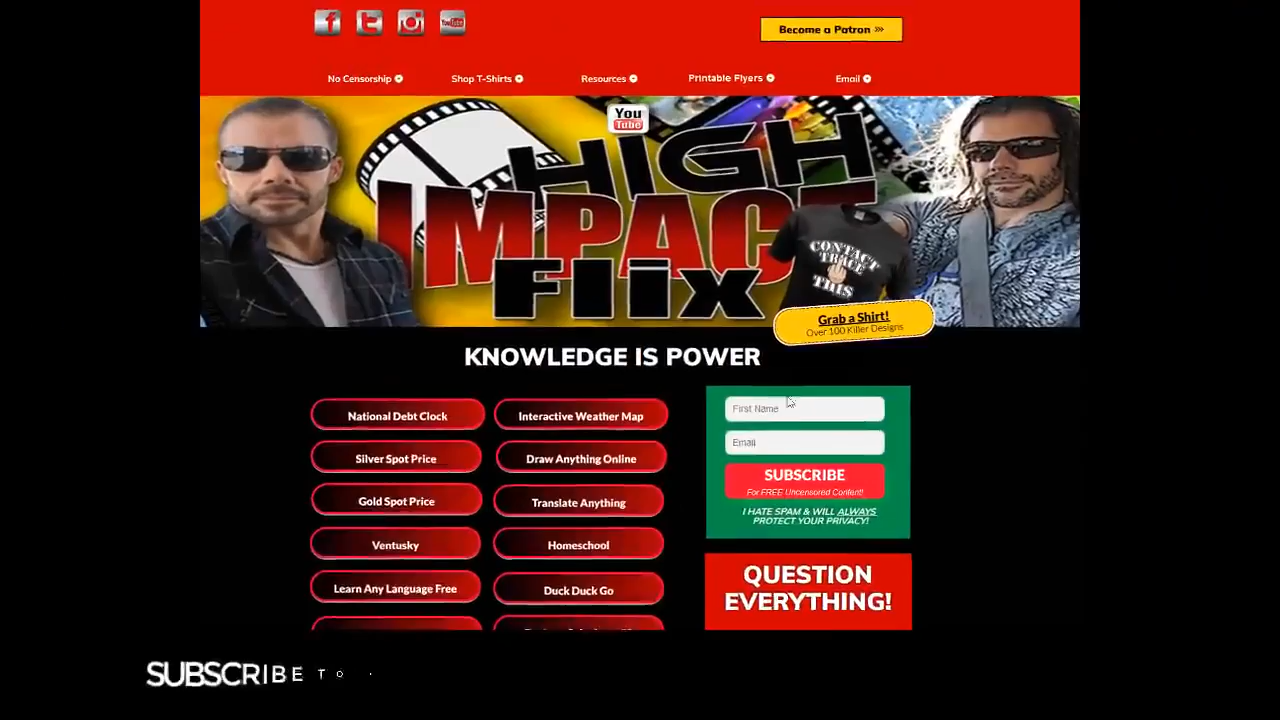 Become a Patron >>>
No Censorship
Shop T-Shirts
Resources
Printable Flyers
Email
You
Tube
HIGH
IMPACT
Flix
CONTACT
TRACE
THIS
Grab a Shirt!
Over 100 Killer Designs
KNOWLEDGE IS POWER
National Debt Clock
Interactive Weather Map
Silver Spot Price
Draw Anything Online
Gold Spot Price
Translate Anything
Ventusky
Homeschool
Learn Any Language Free
Duck Duck Go
First Name
Email
SUBSCRIBE
For FREE Uncensored Content!
I HATE SPAM & WILL ALWAYS
PROTECT YOUR PRIVACY!
QUESTION
EVERYTHING!
SUBSCRIBE TO